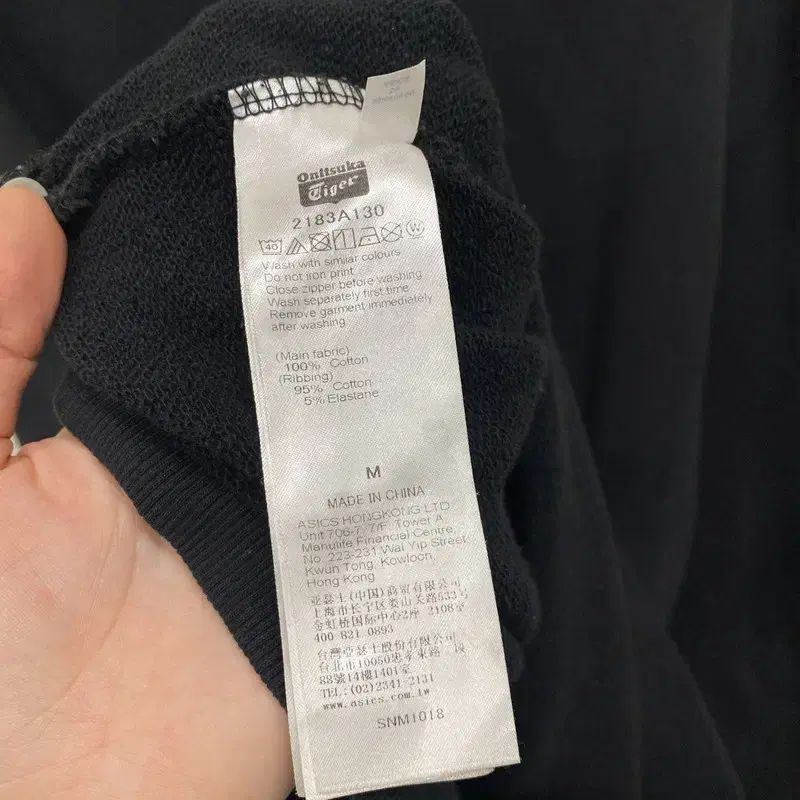 Onitsuka
Tiger
2183A130
40 W
Wash with similar colours
Do not iron print
Close zipper before washing
Wash separately first time
Remove garment immediately
after washing
(Main fabric)
100% Cotton
(Ribbing)
95% Cotton
5% Elastane
M
MADE IN CHINA
ASICS HONGKONG LTD
Unit 706-7, 7/F, Tower A
Manulife Financial Centre,
No. 223-231 Wai Yip Street
Kwun Tong, Kowloon,
Hong Kong
亚瑟士(中国)商贸有限公司
上海市长宁区娄山关路533号
金虹桥国际中心2座 2108室
400 821 0893
台灣亞瑟士股份有限公司
台北市10050忠孝東路二段
88號14樓1401室
TEL:(02)2341-2131
www.asics.com.tw
SNM1018